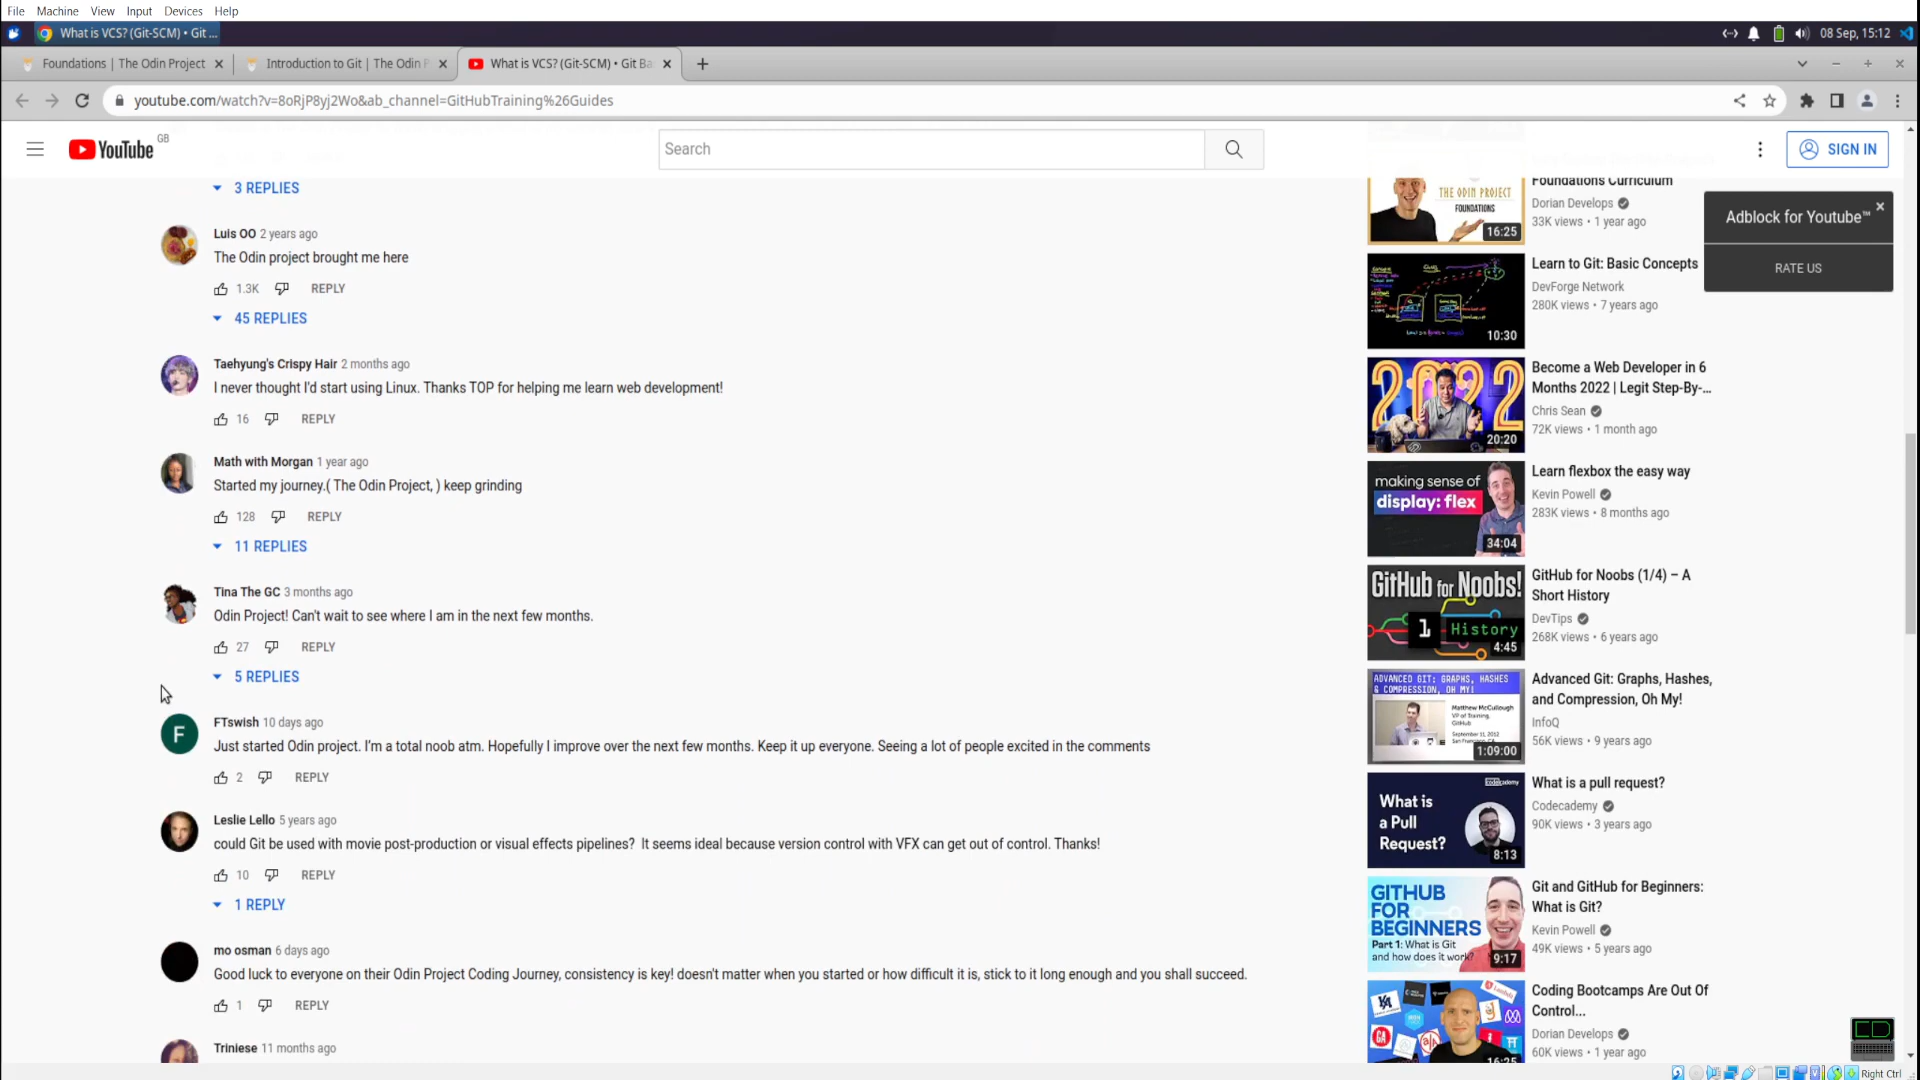 File Machine View Input Devices Help
What is VCS? (Git-SCM) • Git ...
08 Sep, 15:12
Foundations | The Odin Project
Introduction to Git | The Odin P
What is VCS? (Git-SCM) • Git Ba
youtube.com/watch?v=8oRjP8yj2Wo&ab_channel=GitHubTraining%26Guides
YouTube GB
Search
SIGN IN
3 REPLIES
Luis OO 2 years ago
The Odin project brought me here
1.3K REPLY
45 REPLIES
Taehyung's Crispy Hair 2 months ago
I never thought I'd start using Linux. Thanks TOP for helping me learn web development!
16 REPLY
Math with Morgan 1 year ago
Started my journey.( The Odin Project, ) keep grinding
128 REPLY
11 REPLIES
Tina The GC 3 months ago
Odin Project! Can't wait to see where I am in the next few months.
27 REPLY
5 REPLIES
F
FTswish 10 days ago
Just started Odin project. I'm a total noob atm. Hopefully I improve over the next few months. Keep it up everyone. Seeing a lot of people excited in the comments
2 REPLY
Leslie Lello 5 years ago
could Git be used with movie post-production or visual effects pipelines? It seems ideal because version control with VFX can get out of control. Thanks!
10 REPLY
1 REPLY
mo osman 6 days ago
Good luck to everyone on their Odin Project Coding Journey, consistency is key! doesn't matter when you started or how difficult it is, stick to it long enough and you shall succeed.
1 REPLY
Triniese 11 months ago
THE ODIN PROJECT
FOUNDATIONS
16:25
Foundations Curriculum
Dorian Develops
33K views • 1 year ago
Adblock for Youtube™
RATE US
10:30
Learn to Git: Basic Concepts
DevForge Network
280K views • 7 years ago
2022
20:20
Become a Web Developer in 6
Months 2022 | Legit Step-By-...
Chris Sean
72K views • 1 month ago
making sense of
display: flex
34:04
Learn flexbox the easy way
Kevin Powell
283K views • 8 months ago
GitHub for Noobs!
1 History
4:45
GitHub for Noobs (1/4) – A
Short History
DevTips
268K views • 6 years ago
ADVANCED GIT: GRAPHS, HASHES
& COMPRESSION, OH MY!
Matthew McCullough
VP of Training,
GitHub
September 11, 2012
1:09:00
Advanced Git: Graphs, Hashes,
and Compression, Oh My!
InfoQ
56K views • 9 years ago
codecademy
What is
a Pull
Request?
8:13
What is a pull request?
Codecademy
90K views • 3 years ago
GITHUB
FOR
BEGINNERS
Part 1: What is Git
and how does it work?
9:17
Git and GitHub for Beginners:
What is Git?
Kevin Powell
49K views • 5 years ago
16:25
Coding Bootcamps Are Out Of
Control...
Dorian Develops
60K views • 1 year ago
CD
Right Ctrl